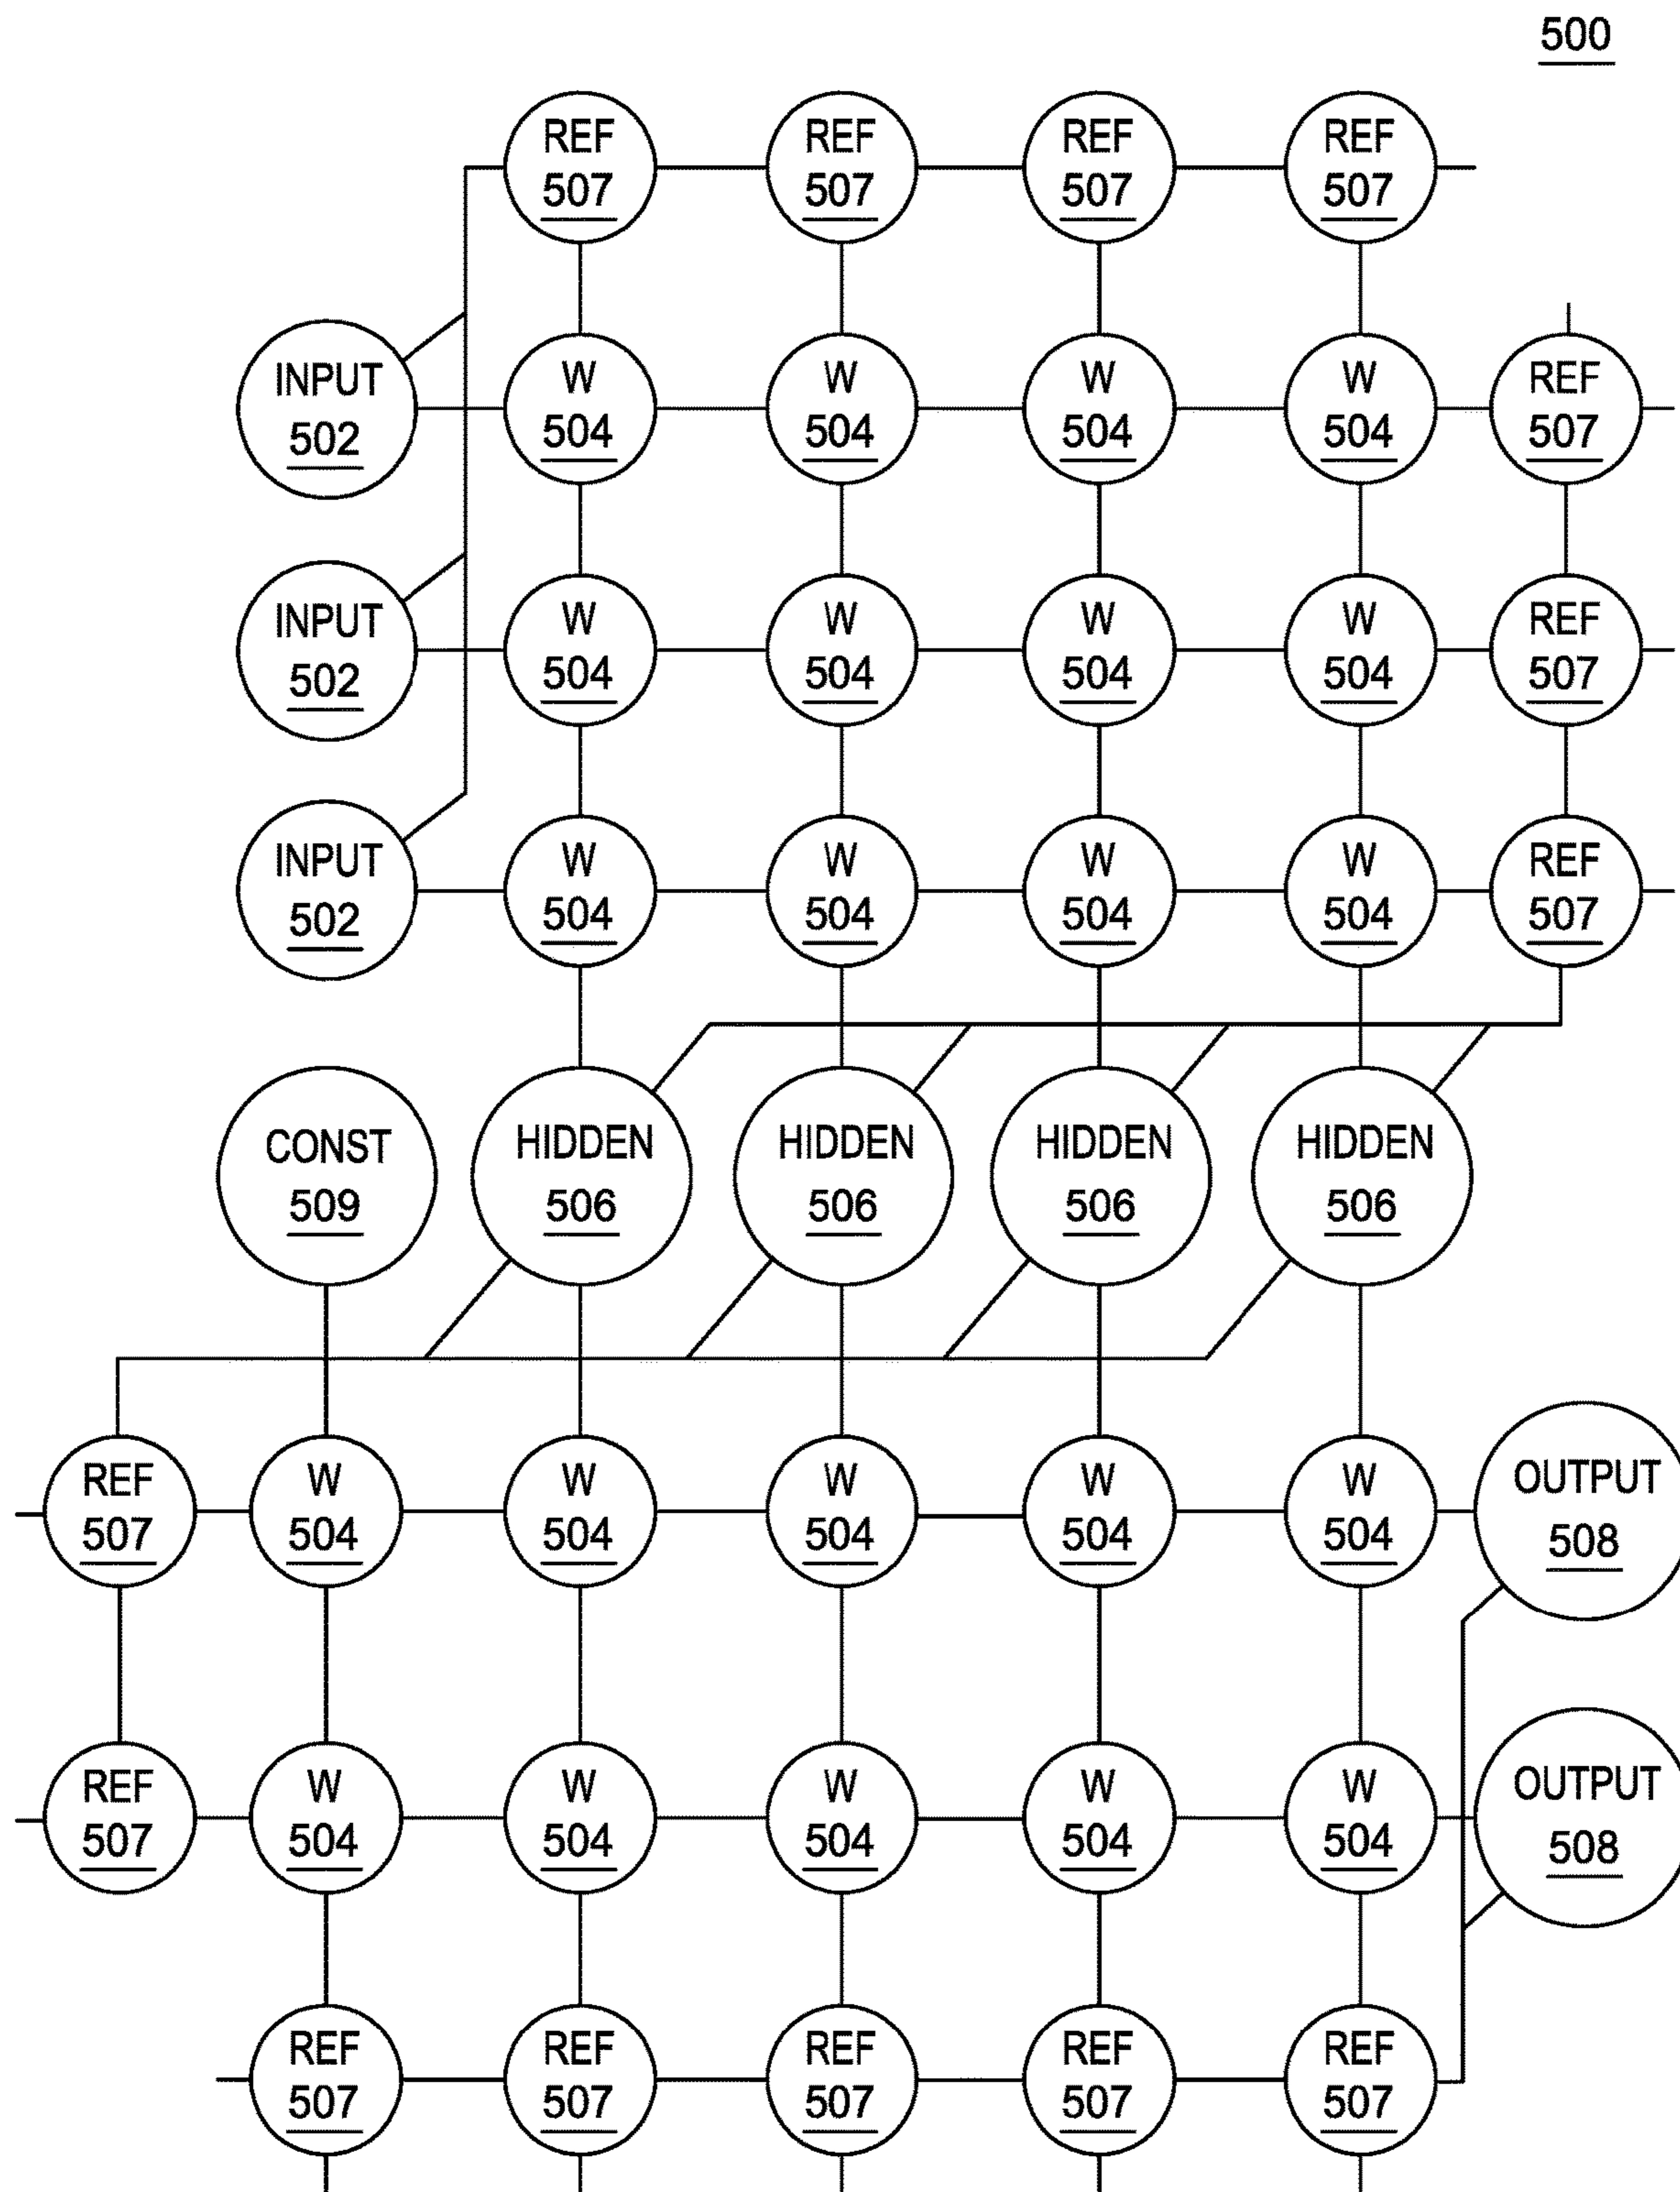 500
REF REF REF REF
507 507 507 507
INPUT W W W W REF
502 504 504 504 504 507
INPUT W W W W REF
502 504 504 504 504 507
INPUT W W W W REF
502 504 504 504 504 507
CONST HIDDEN HIDDEN HIDDEN HIDDEN
509 506 506 506 506
REF W W W W W OUTPUT
507 504 504 504 504 504 508
REF W W W W W OUTPUT
507 504 504 504 504 504 508
REF REF REF REF REF
507 507 507 507 507